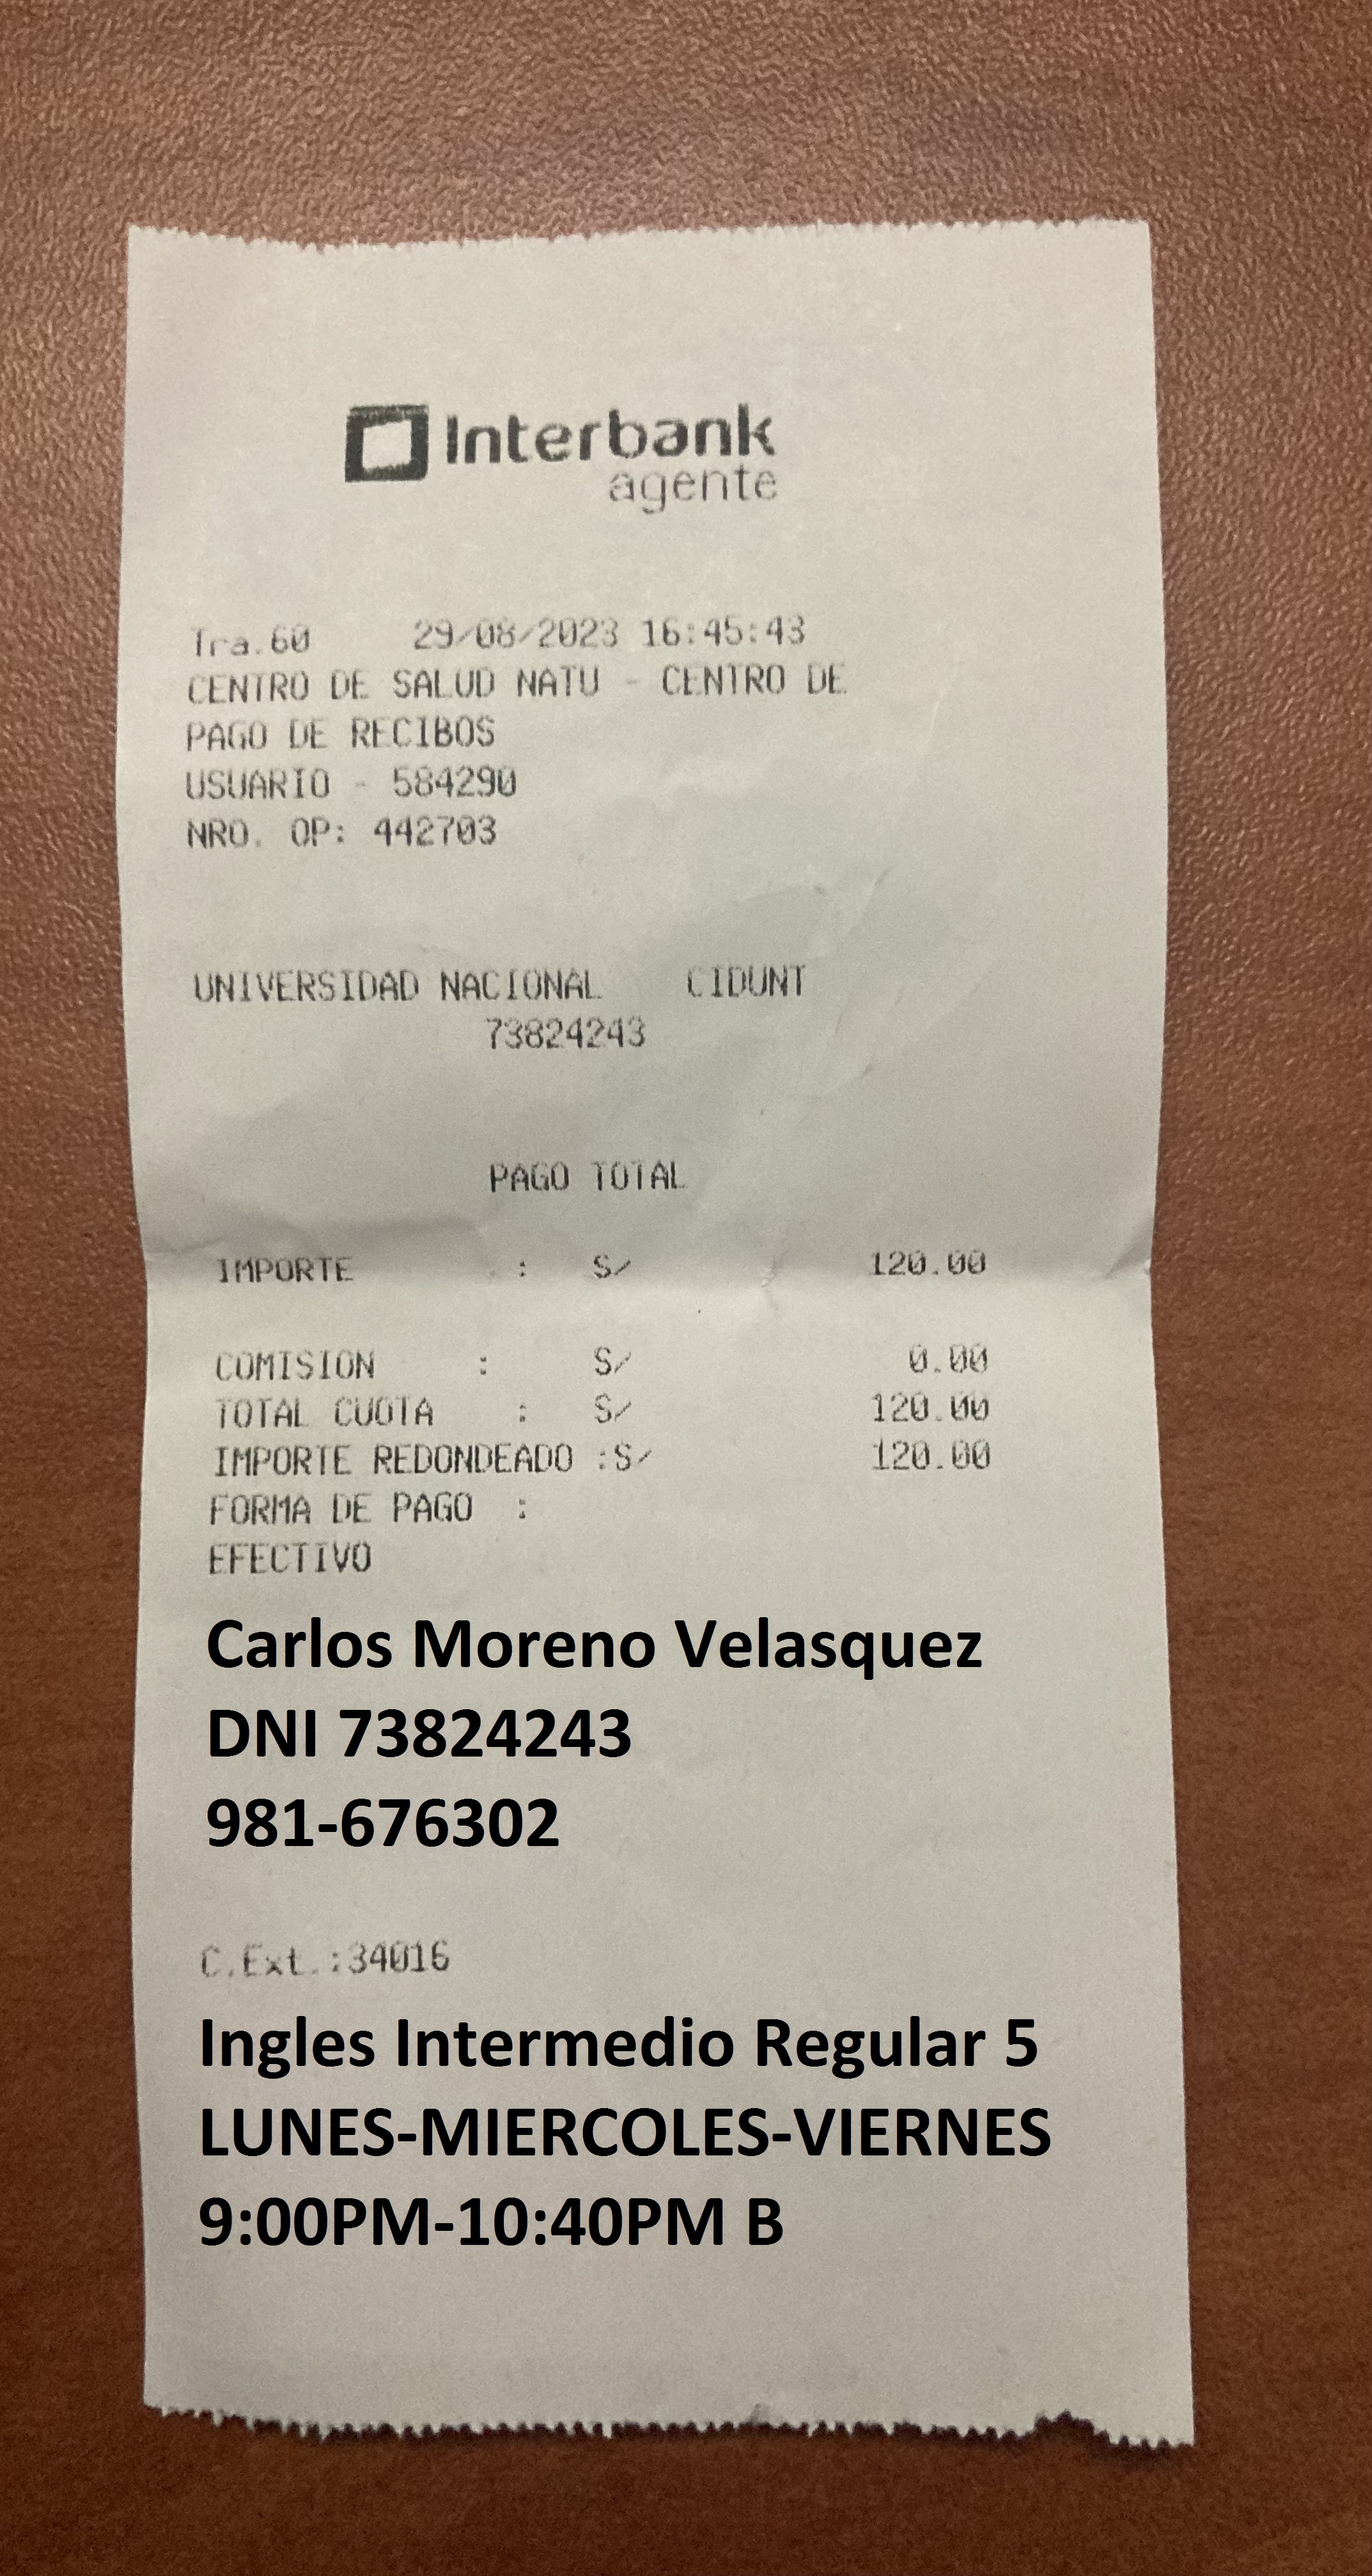 Interbank
agente
Tra.60 29/08/2023 16:45:43
CENTRO DE SALUD NATU - CENTRO DE
PAGO DE RECIBOS
USUARIO - 584290
NRO. OP: 442703
UNIVERSIDAD NACIONAL CIDUNT
73824243
PAGO TOTAL
IMPORTE : S/ 120.00
COMISION : S/ 0.00
TOTAL CUOTA : S/ 120.00
IMPORTE REDONDEADO :S/ 120.00
FORMA DE PAGO :
EFECTIVO
Carlos Moreno Velasquez
DNI 73824243
981-676302
C.Ext.:34016
Ingles Intermedio Regular 5
LUNES-MIERCOLES-VIERNES
9:00PM-10:40PM B